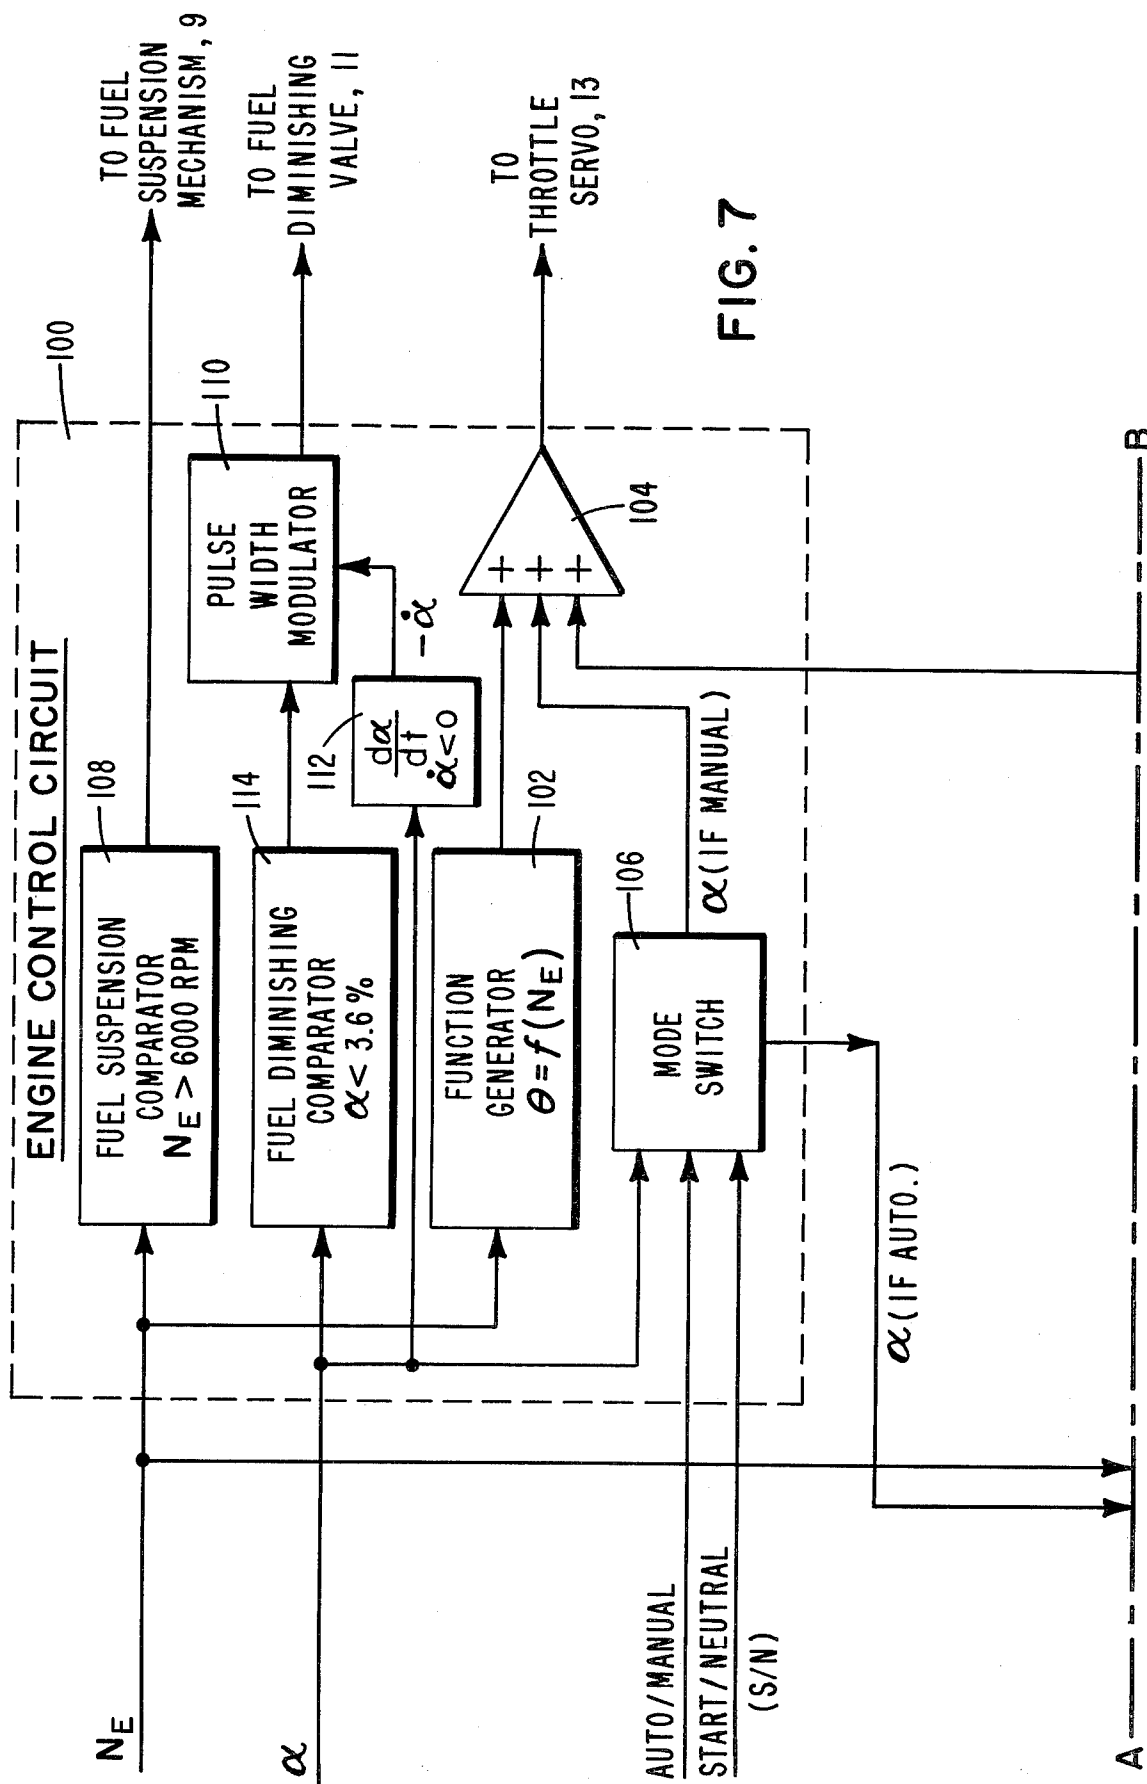 ENGINE CONTROL CIRCUIT
100
N_E
FUEL SUSPENSION
COMPARATOR
N_E > 6000 RPM
108
TO FUEL
SUSPENSION
MECHANISM, 9
α
FUEL DIMINISHING
COMPARATOR
α < 3.6%
114
PULSE
WIDTH
MODULATOR
110
TO FUEL
DIMINISHING
VALVE, 11
112
dα
dt
α̇<0
-α̇
FUNCTION
GENERATOR
θ = f(N_E)
102
+
+
+
104
TO
THROTTLE
SERVO, 13
AUTO/MANUAL
START/NEUTRAL
(S/N)
MODE
SWITCH
106
α (IF MANUAL)
α (IF AUTO.)
FIG. 7
A
B